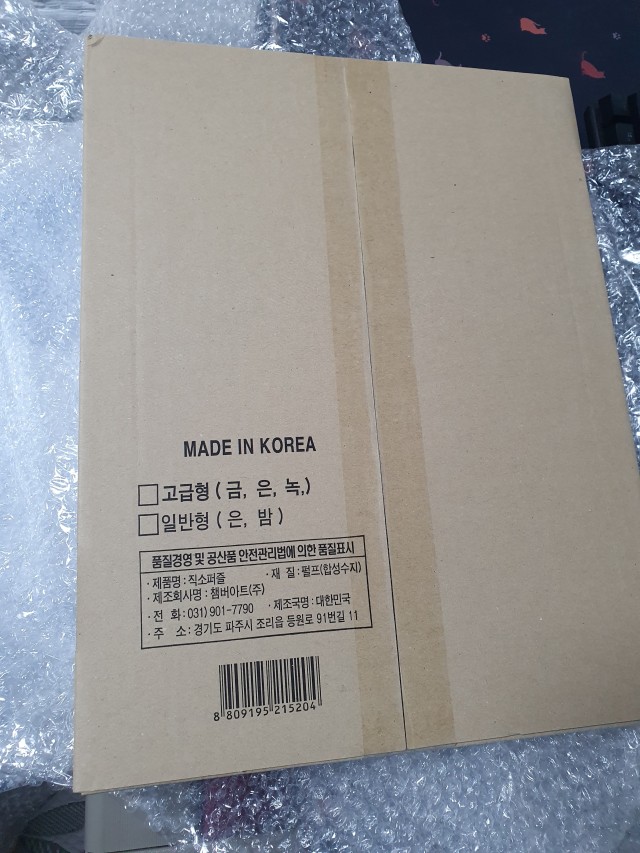 MADE IN KOREA
□고급형 ( 금, 은, 녹,)
□일반형 ( 은, 밤 )
품질경영 및 공산품 안전관리법에 의한 품질표시
· 제품명 : 직소퍼즐 · 재 질 : 펄프(합성수지)
· 제조회사명 : 챔버아트(주)
· 전 화 : 031) 901-7790 · 제조국명 : 대한민국
· 주 소 : 경기도 파주시 조리읍 등원로 91번길 11
8 809195 215204